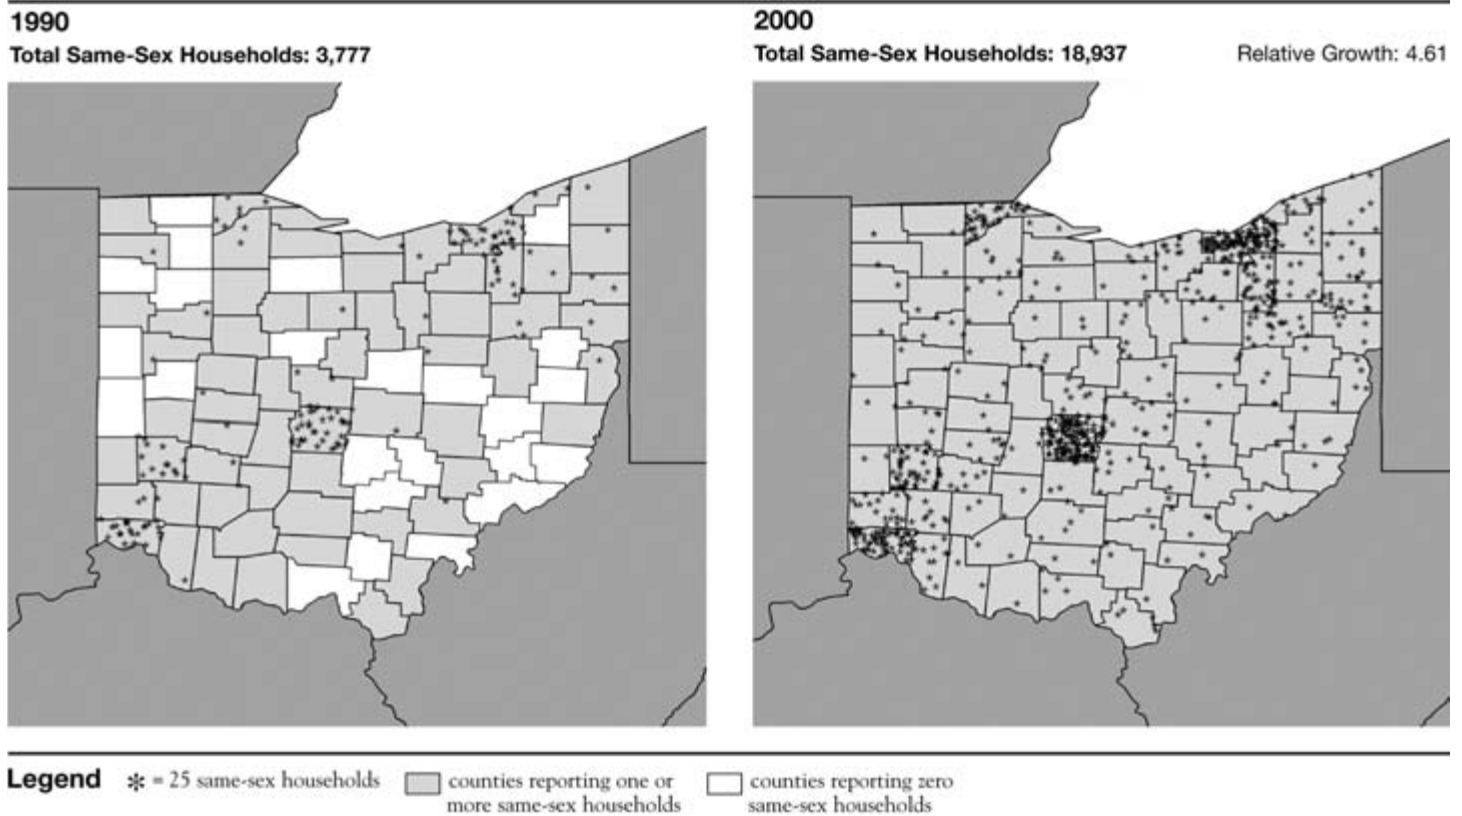 1990
Total Same-Sex Households: 3,777
2000
Total Same-Sex Households: 18,937
Relative Growth: 4.61
Legend
* = 25 same-sex households
counties reporting one or
more same-sex households
counties reporting zero
same-sex households